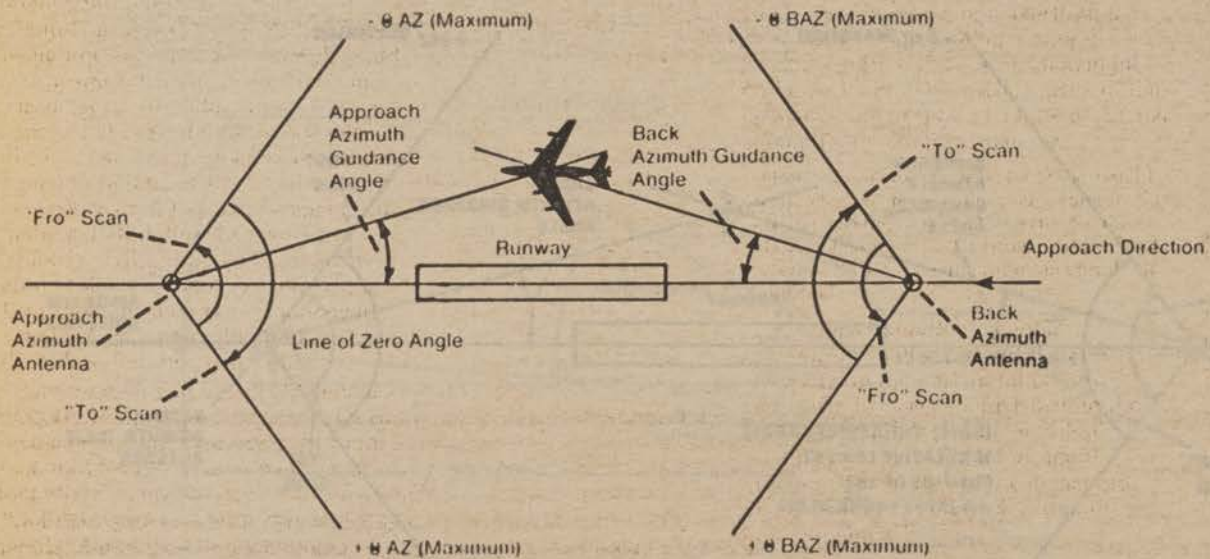 - θ AZ (Maximum)
- θ BAZ (Maximum)
Approach
Azimuth
Guidance
Angle
Back
Azimuth Guidance
Angle
"To" Scan
"Fro" Scan
Runway
Approach Direction
Approach
Azimuth
Antenna
Line of Zero Angle
Back
Azimuth
Antenna
"To" Scan
"Fro" Scan
+ θ AZ (Maximum)
+ θ BAZ (Maximum)